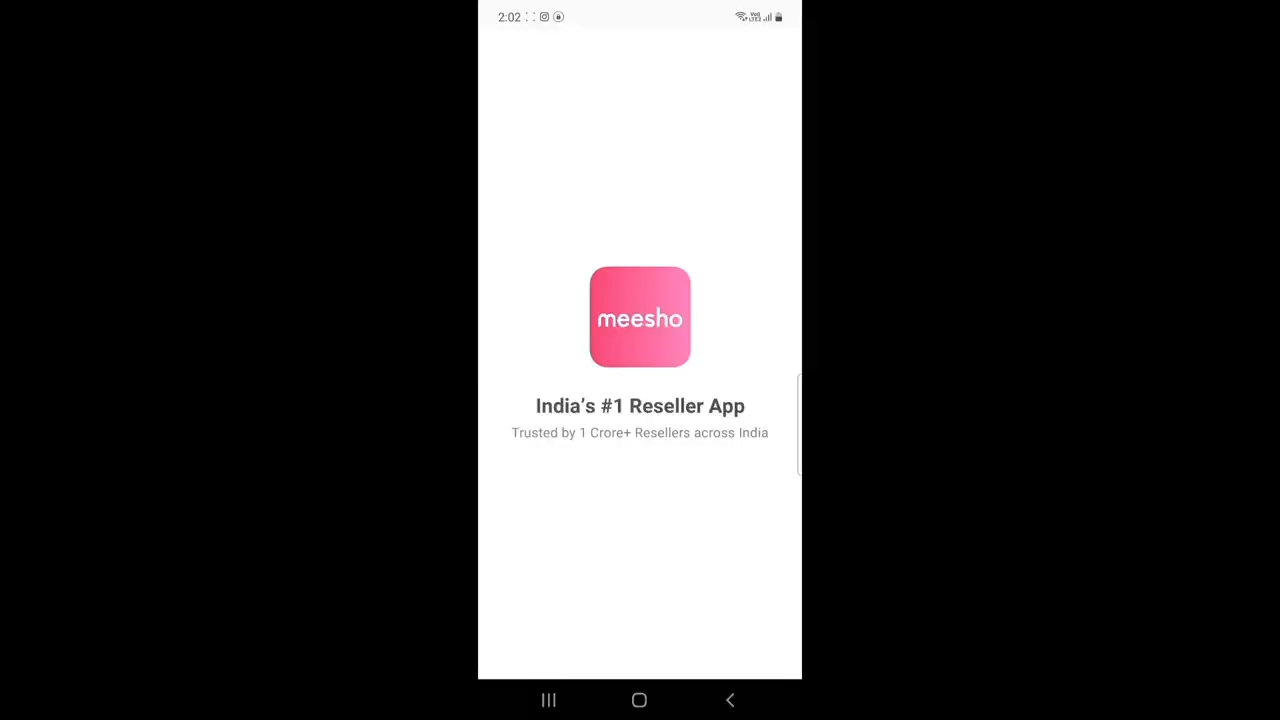 2:02
meesho
India's #1 Reseller App
Trusted by 1 Crore+ Resellers across India